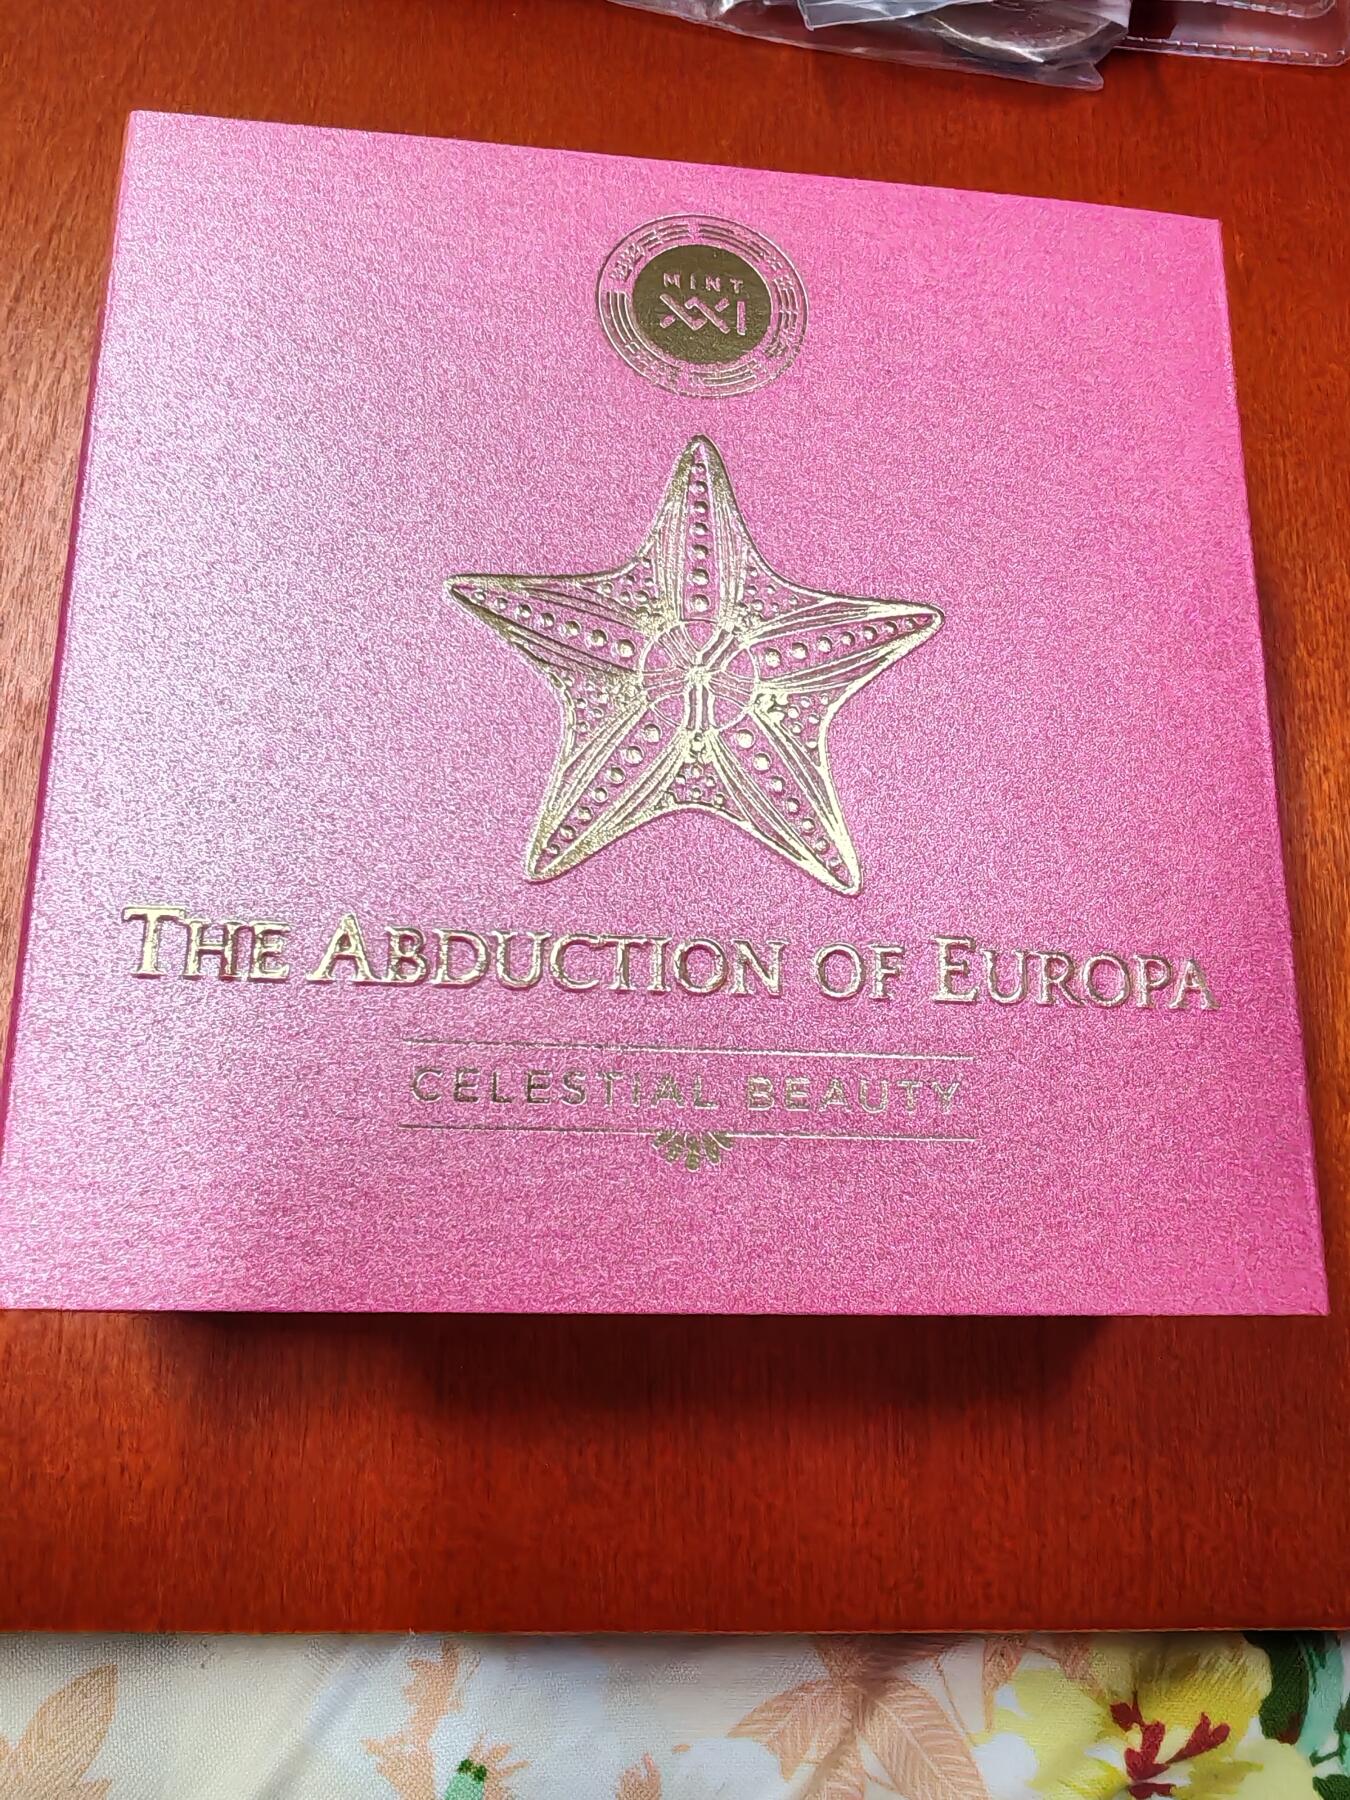 MINT
XXI
THE ABDUCTION OF EUROPA
CELESTIAL BEAUTY